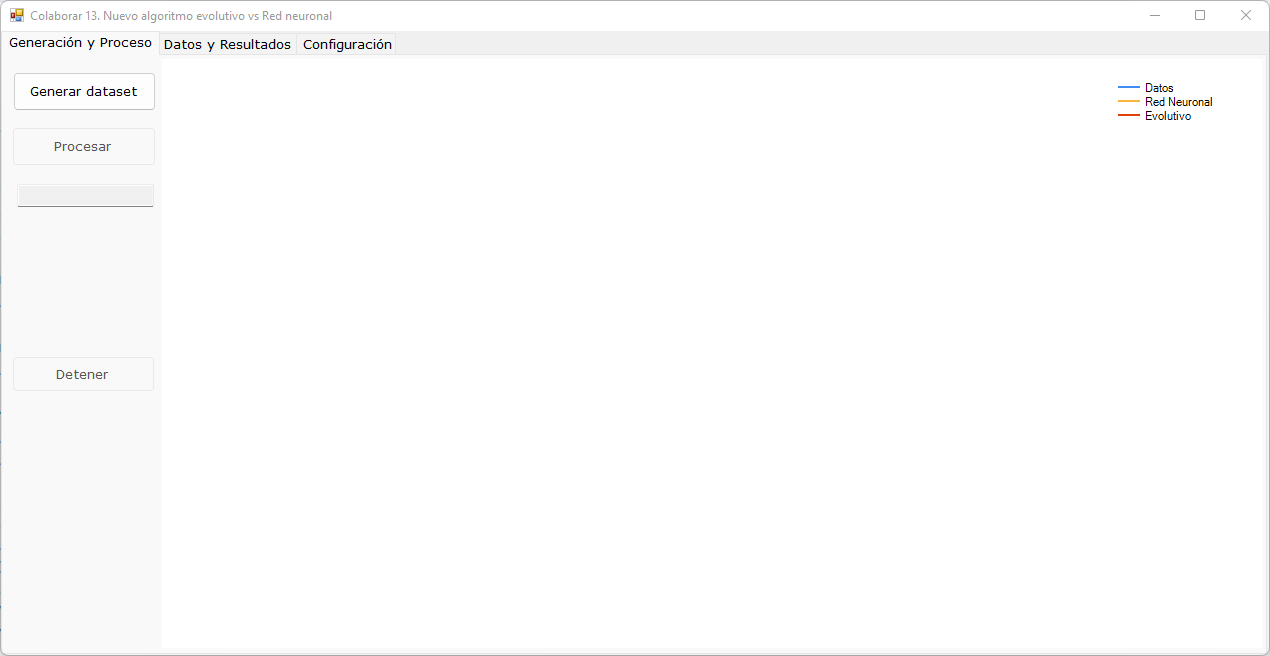 Colaborar 13. Nuevo algoritmo evolutivo vs Red neuronal
Generación y Proceso
Datos y Resultados
Configuración
Generar dataset
Procesar
Detener
Datos
Red Neuronal
Evolutivo